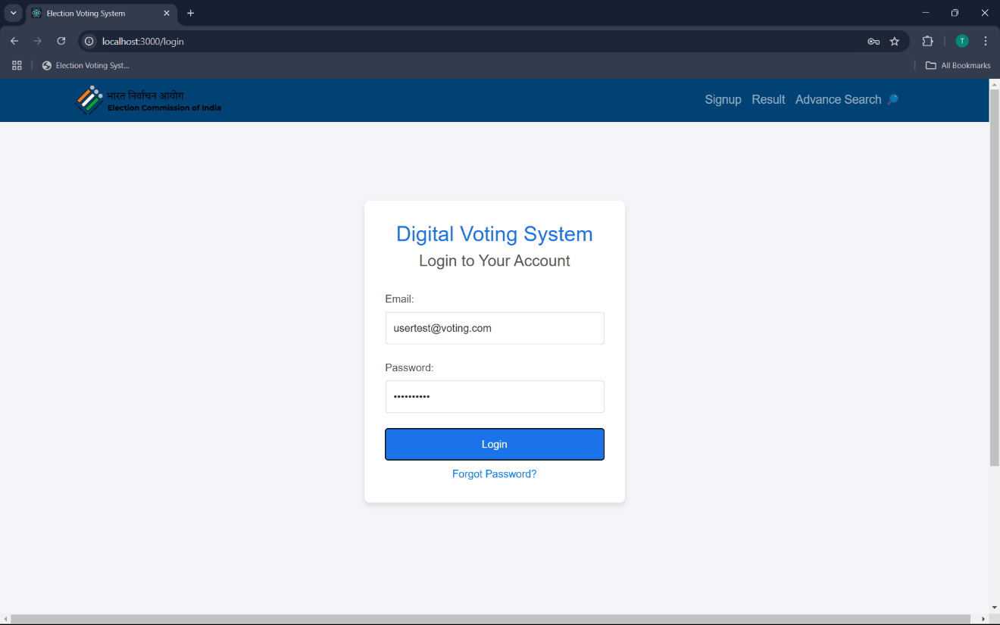 Election Voting System
localhost:3000/login
T
Election Voting Syst...
All Bookmarks
भारत निर्वाचन आयोग
Election Commission of India
Signup Result Advance Search
Digital Voting System
Login to Your Account
Email:
usertest@voting.com
Password:
••••••••••
Login
Forgot Password?